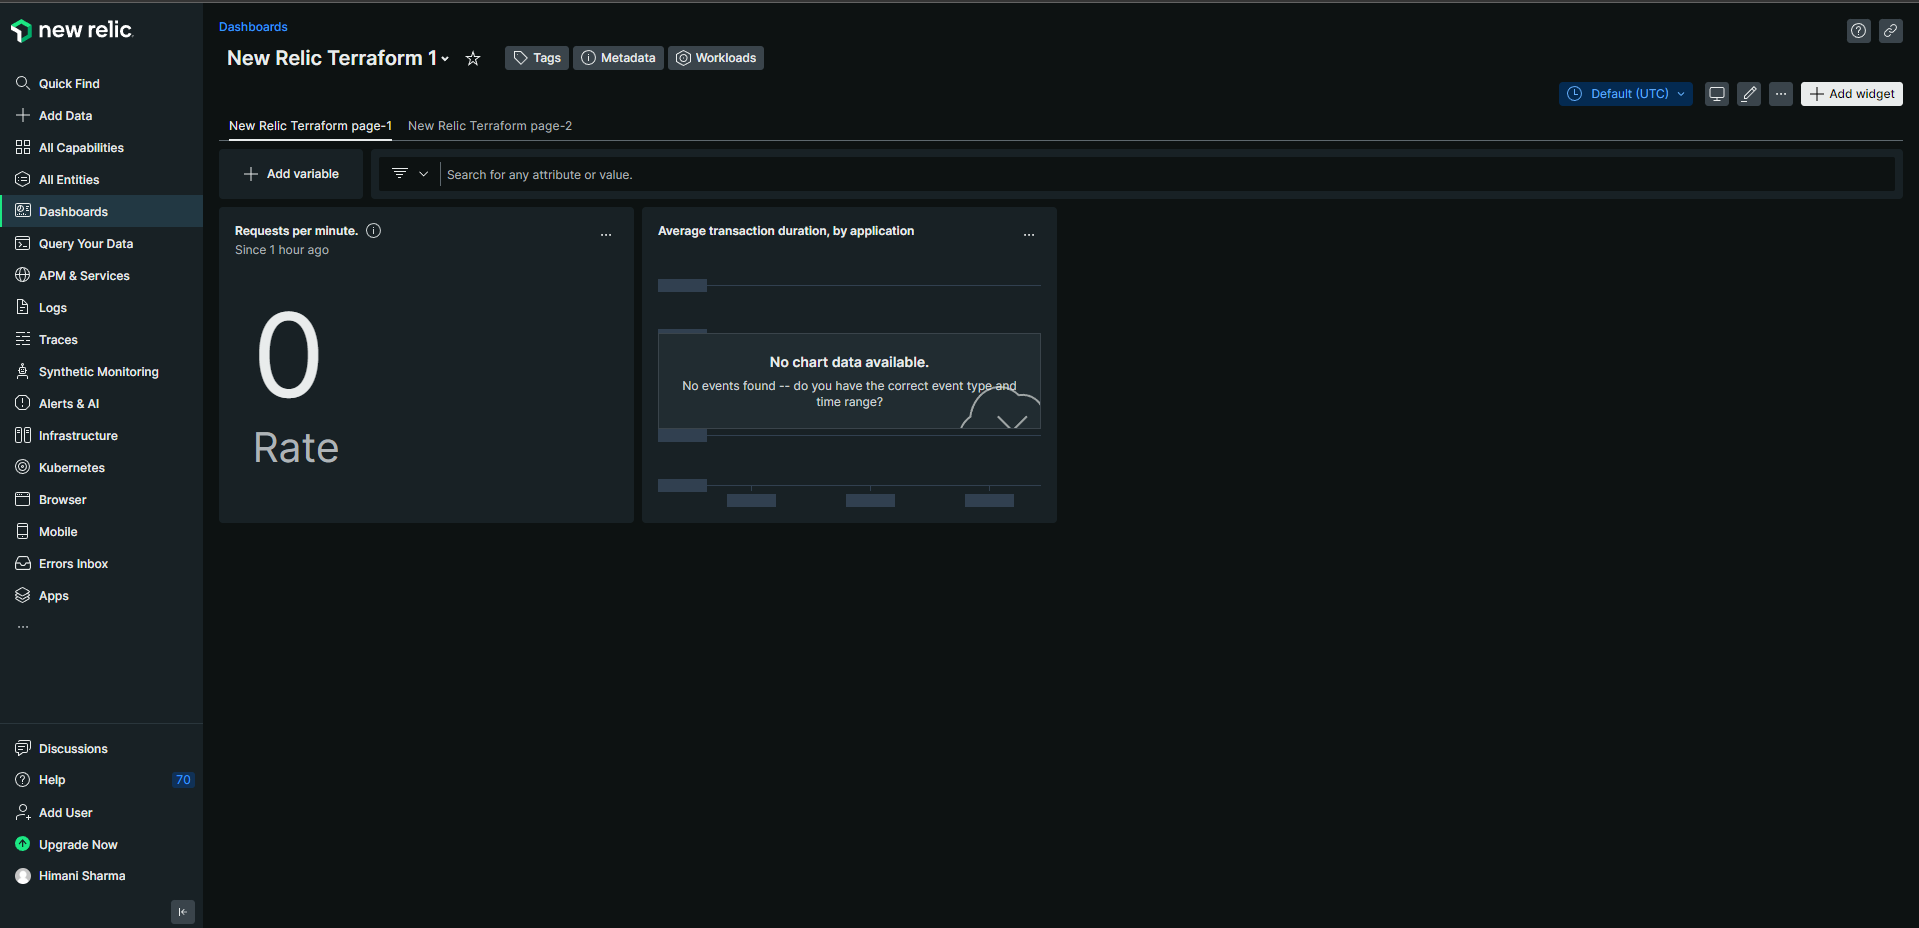 new relic
Quick Find
Add Data
All Capabilities
All Entities
Dashboards
Query Your Data
APM & Services
Logs
Traces
Synthetic Monitoring
Alerts & AI
Infrastructure
Kubernetes
Browser
Mobile
Errors Inbox
Apps
...
Discussions
Help 70
Add User
Upgrade Now
Himani Sharma
Dashboards
New Relic Terraform 1
Tags Metadata Workloads
Default (UTC) ... Add widget
New Relic Terraform page-1 New Relic Terraform page-2
Add variable Search for any attribute or value.
Requests per minute. ...
Since 1 hour ago
0
Rate
Average transaction duration, by application ...
No chart data available.
No events found -- do you have the correct event type and
time range?